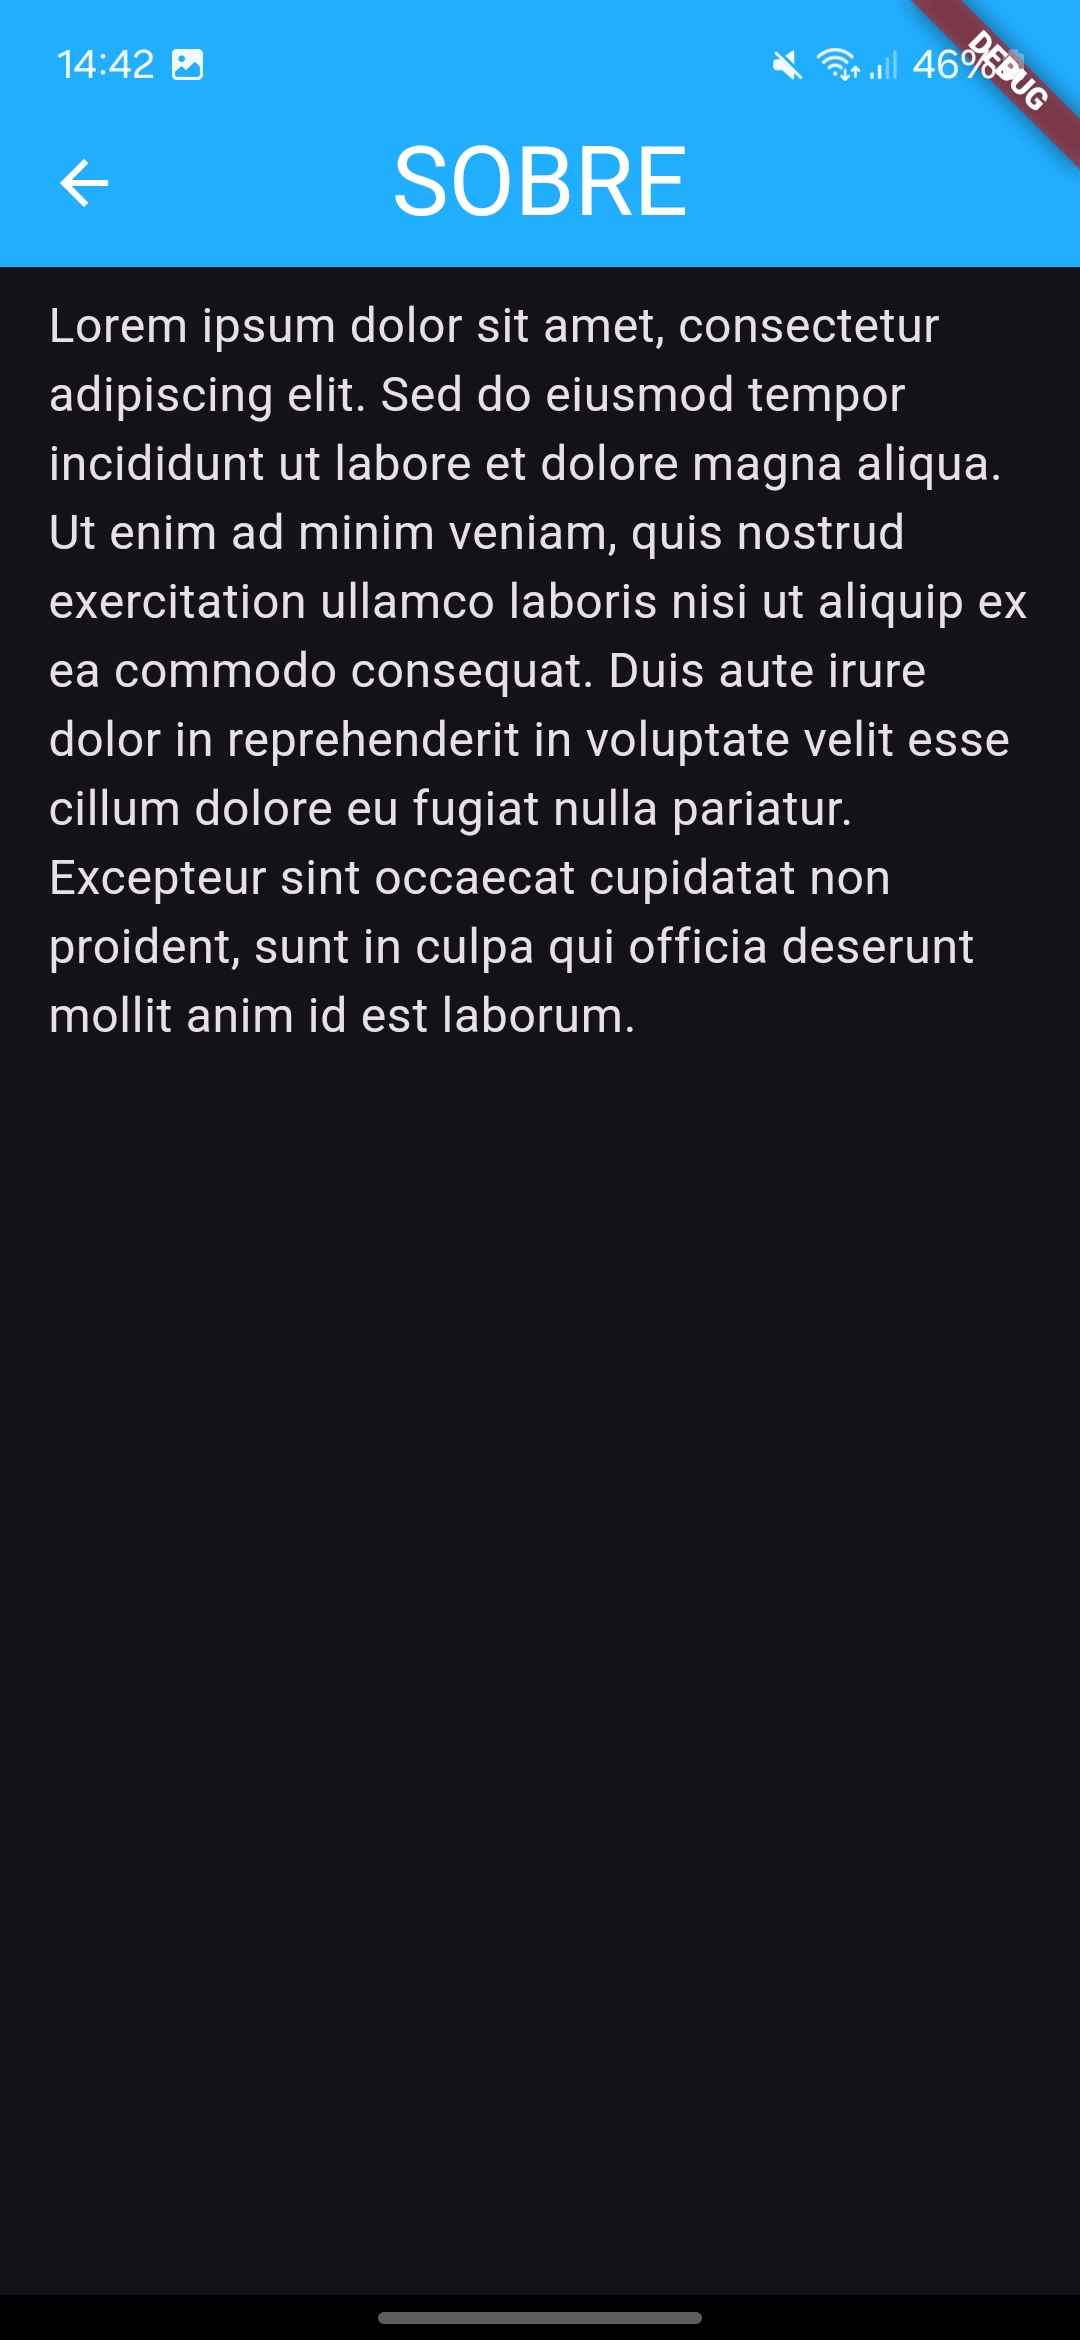 14:42 46%
DEBUG
SOBRE
Lorem ipsum dolor sit amet, consectetur
adipiscing elit. Sed do eiusmod tempor
incididunt ut labore et dolore magna aliqua.
Ut enim ad minim veniam, quis nostrud
exercitation ullamco laboris nisi ut aliquip ex
ea commodo consequat. Duis aute irure
dolor in reprehenderit in voluptate velit esse
cillum dolore eu fugiat nulla pariatur.
Excepteur sint occaecat cupidatat non
proident, sunt in culpa qui officia deserunt
mollit anim id est laborum.